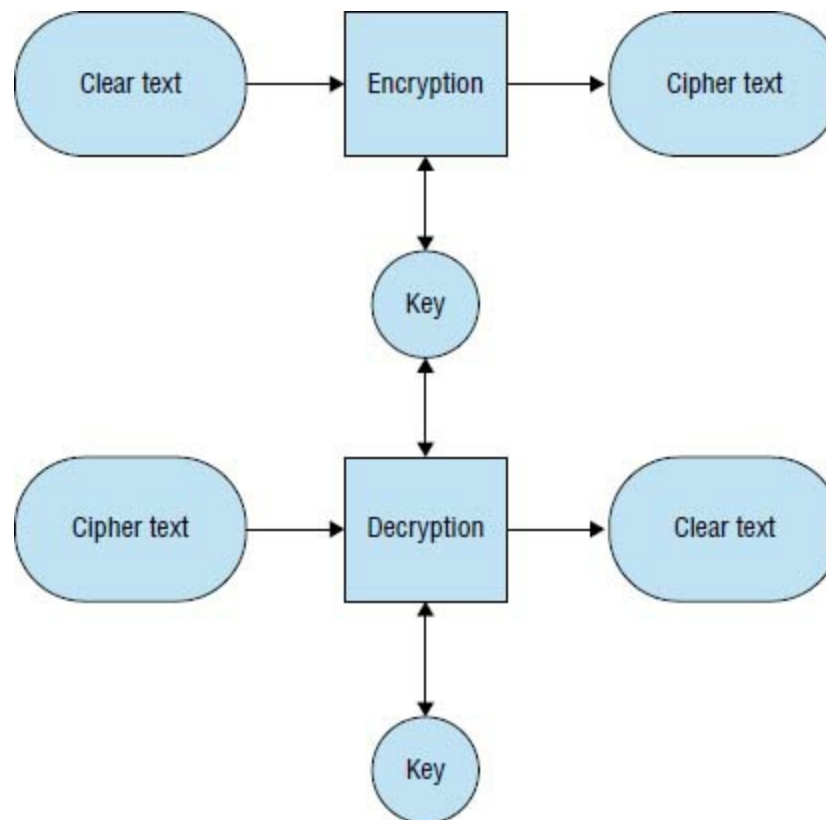 Clear text
Encryption
Cipher text
Key
Cipher text
Decryption
Clear text
Key